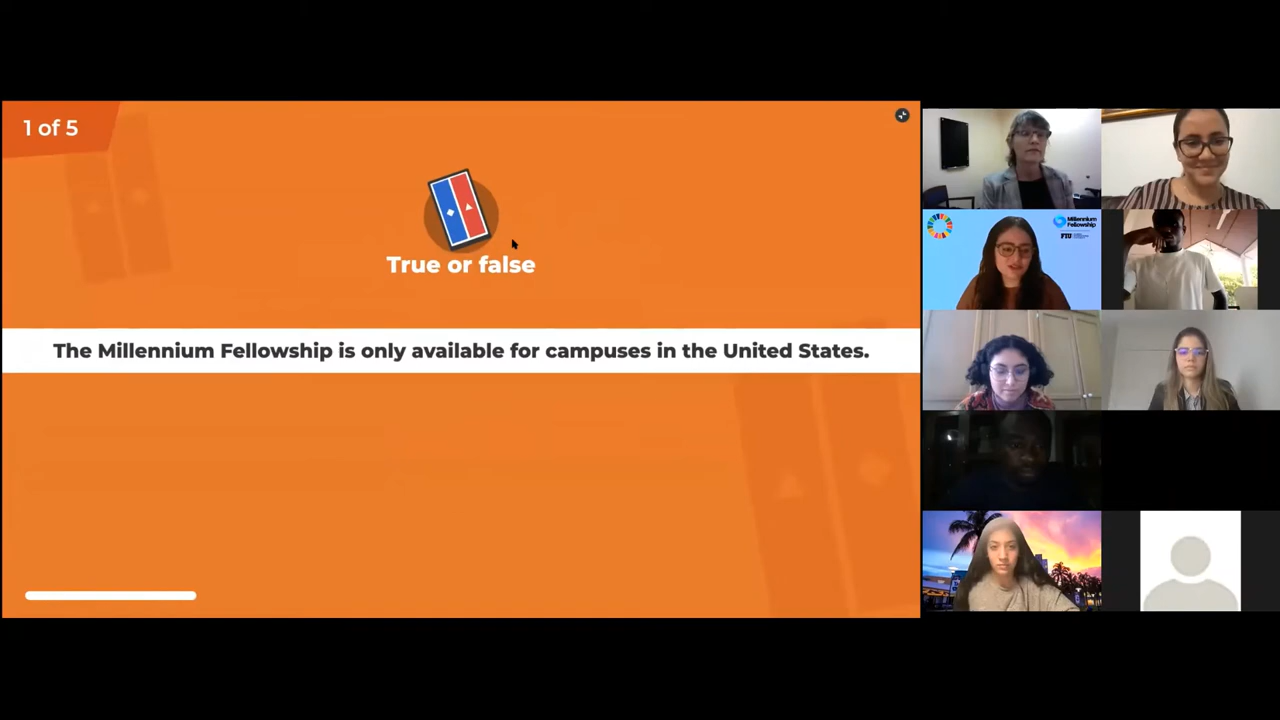 1 of 5
True or false
The Millennium Fellowship is only available for campuses in the United States.
Millennium
Fellowship
FIU